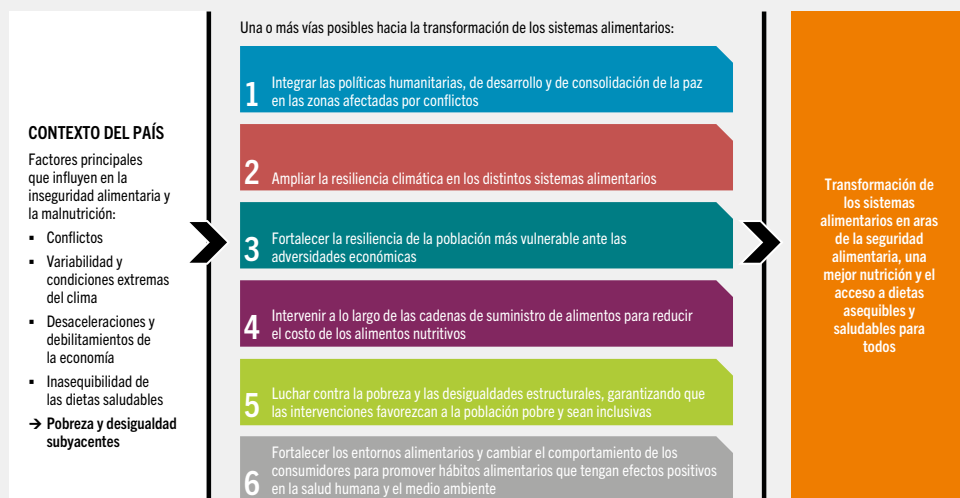 Una o más vías posibles hacia la transformación de los sistemas alimentarios:
CONTEXTO DEL PAÍS
Factores principales
que influyen en la
inseguridad alimentaria y
la malnutrición:
▪ Conflictos
▪ Variabilidad y
condiciones extremas
del clima
▪ Desaceleraciones y
debilitamientos de
la economía
▪ Inasequibilidad de
las dietas saludables
→ Pobreza y desigualdad
subyacentes
1 Integrar las políticas humanitarias, de desarrollo y de consolidación de la paz
en las zonas afectadas por conflictos
2 Ampliar la resiliencia climática en los distintos sistemas alimentarios
3 Fortalecer la resiliencia de la población más vulnerable ante las
adversidades económicas
4 Intervenir a lo largo de las cadenas de suministro de alimentos para reducir
el costo de los alimentos nutritivos
5 Luchar contra la pobreza y las desigualdades estructurales, garantizando que
las intervenciones favorezcan a la población pobre y sean inclusivas
6 Fortalecer los entornos alimentarios y cambiar el comportamiento de los
consumidores para promover hábitos alimentarios que tengan efectos positivos
en la salud humana y el medio ambiente
Transformación de
los sistemas
alimentarios en aras
de la seguridad
alimentaria, una
mejor nutrición y el
acceso a dietas
asequibles y
saludables para
todos